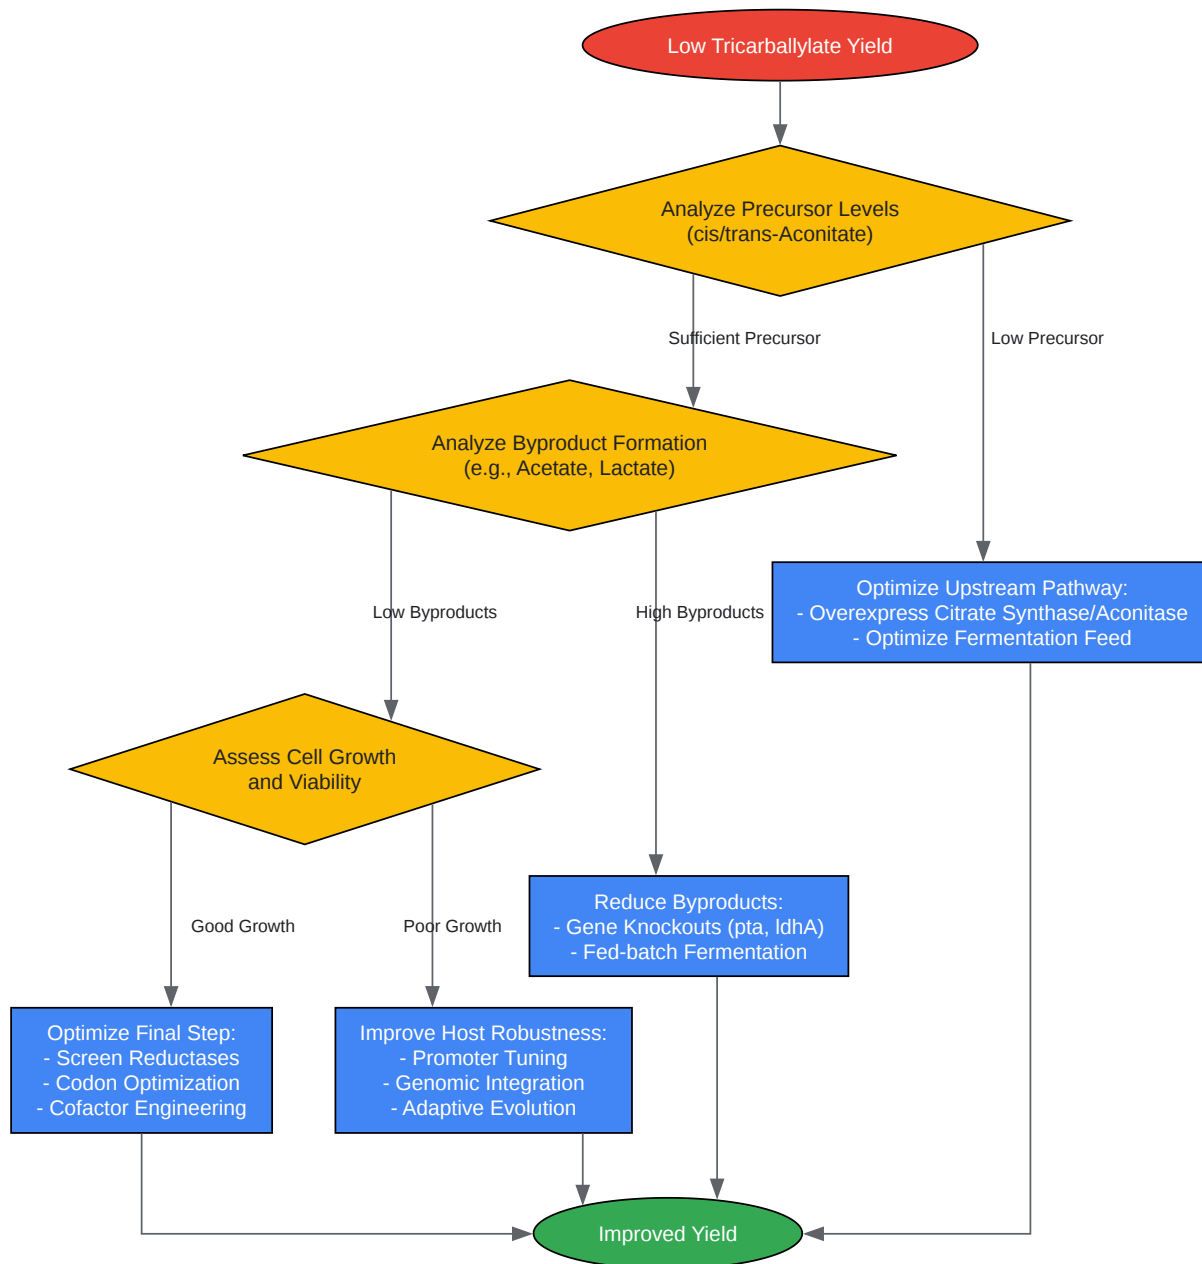 Low Tricarballylate Yield
Analyze Precursor Levels
(cis/trans-Aconitate)
Sufficient Precursor
Low Precursor
Analyze Byproduct Formation
(e.g., Acetate, Lactate)
Low Byproducts
High Byproducts
Optimize Upstream Pathway:
- Overexpress Citrate Synthase/Aconitase
- Optimize Fermentation Feed
Assess Cell Growth
and Viability
Good Growth
Poor Growth
Reduce Byproducts:
- Gene Knockouts (pta, ldhA)
- Fed-batch Fermentation
Optimize Final Step:
- Screen Reductases
- Codon Optimization
- Cofactor Engineering
Improve Host Robustness:
- Promoter Tuning
- Genomic Integration
- Adaptive Evolution
Improved Yield